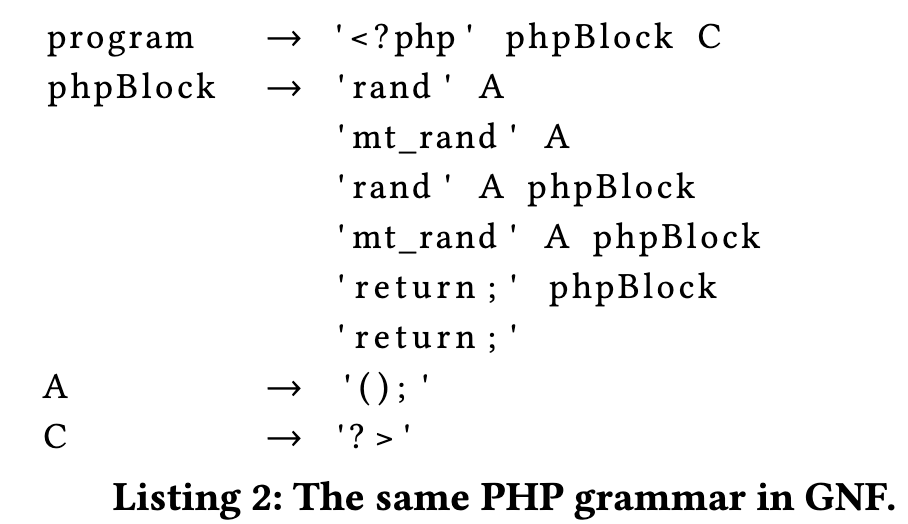 program → '<?php' phpBlock C
phpBlock → 'rand' A
'mt_rand' A
'rand' A phpBlock
'mt_rand' A phpBlock
'return;' phpBlock
'return;'
A → '();'
C → '?>'
Listing 2: The same PHP grammar in GNF.